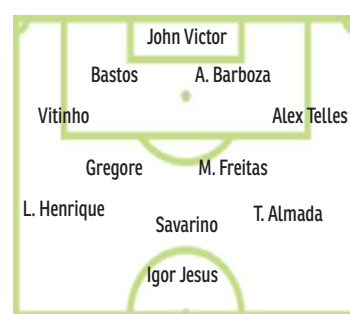 John Victor
Bastos
A. Barboza
Vitinho
Alex Telles
Gregore
M. Freitas
L. Henrique
T. Almada
Savarino
Igor Jesus